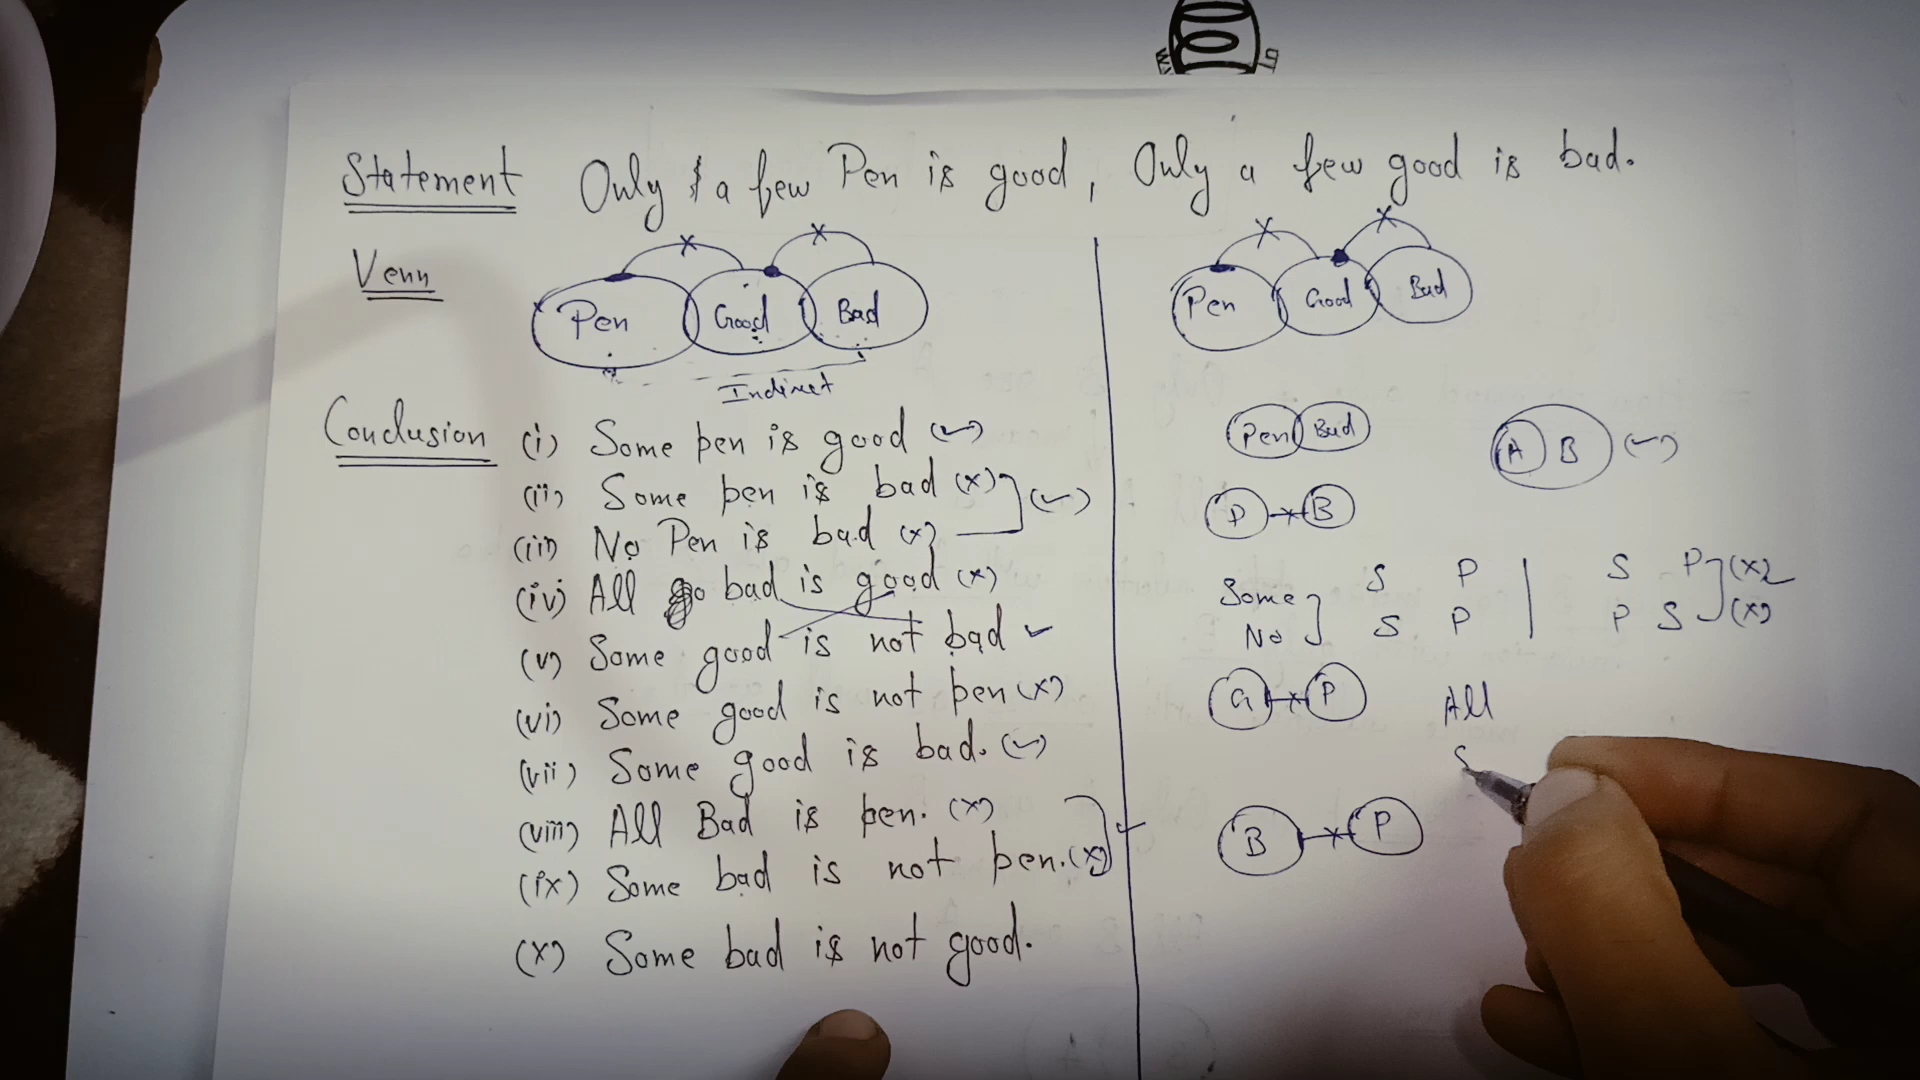 Statement Only a few Pen is good, Only a few good is bad.
Venn
Pen Good Bad
Indirect
Pen Good Bad
Conclusion (i) Some pen is good (✓)
(ii) Some pen is bad (x)
(iii) No Pen is bad (x) ] (✓)
(iv) All bad is good (x)
(v) Some good is not bad ✓
(vi) Some good is not pen (x)
(vii) Some good is bad. (✓)
(viii) All Bad is pen. (x)
(ix) Some bad is not pen. (x) ✓
(x) Some bad is not good.
Pen Bad
A B (✓)
P x B
Some S P | S P (x)
No S P | P S (x)
G x P
All
S
B x P